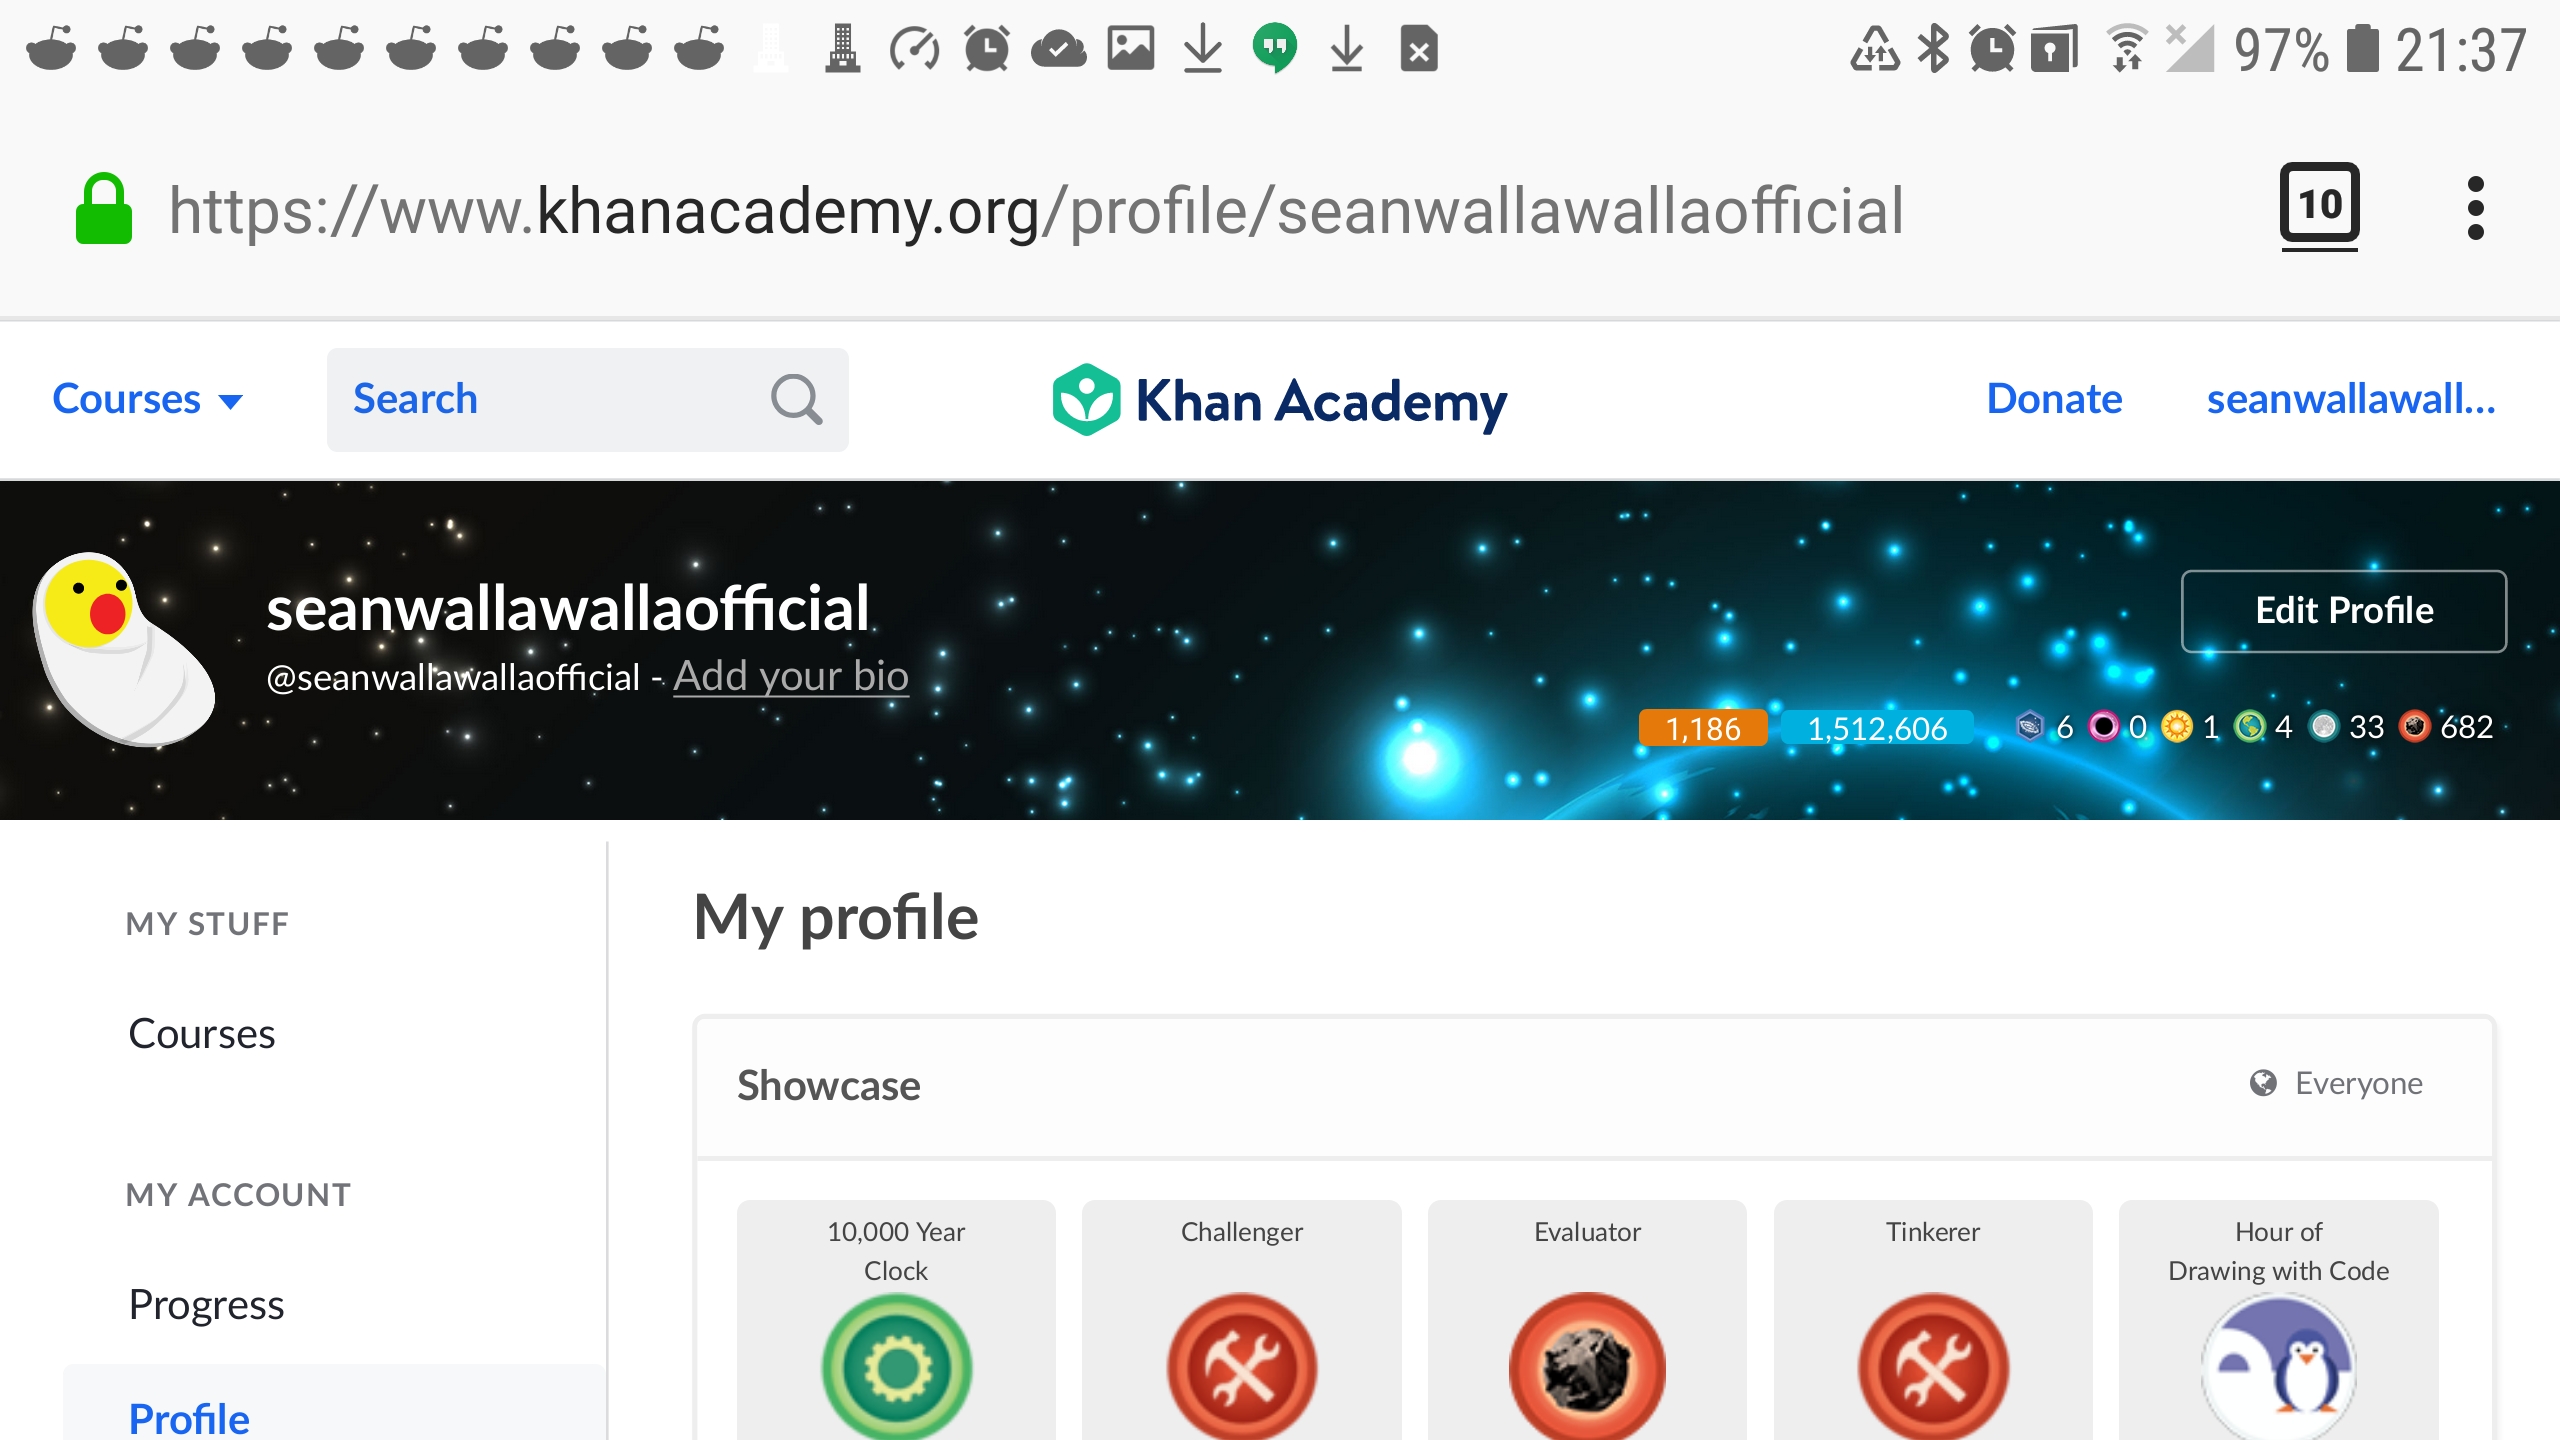 97% 21:37
https://www.khanacademy.org/profile/seanwallawallaofficial
10
Courses Search Khan Academy Donate seanwallawall...
seanwallawallaofficial
@seanwallawallaofficial - Add your bio
Edit Profile
1,186 1,512,606 6 0 1 4 33 682
MY STUFF
Courses
MY ACCOUNT
Progress
Profile
My profile
Showcase
Everyone
10,000 Year
Clock
Challenger
Evaluator
Tinkerer
Hour of
Drawing with Code